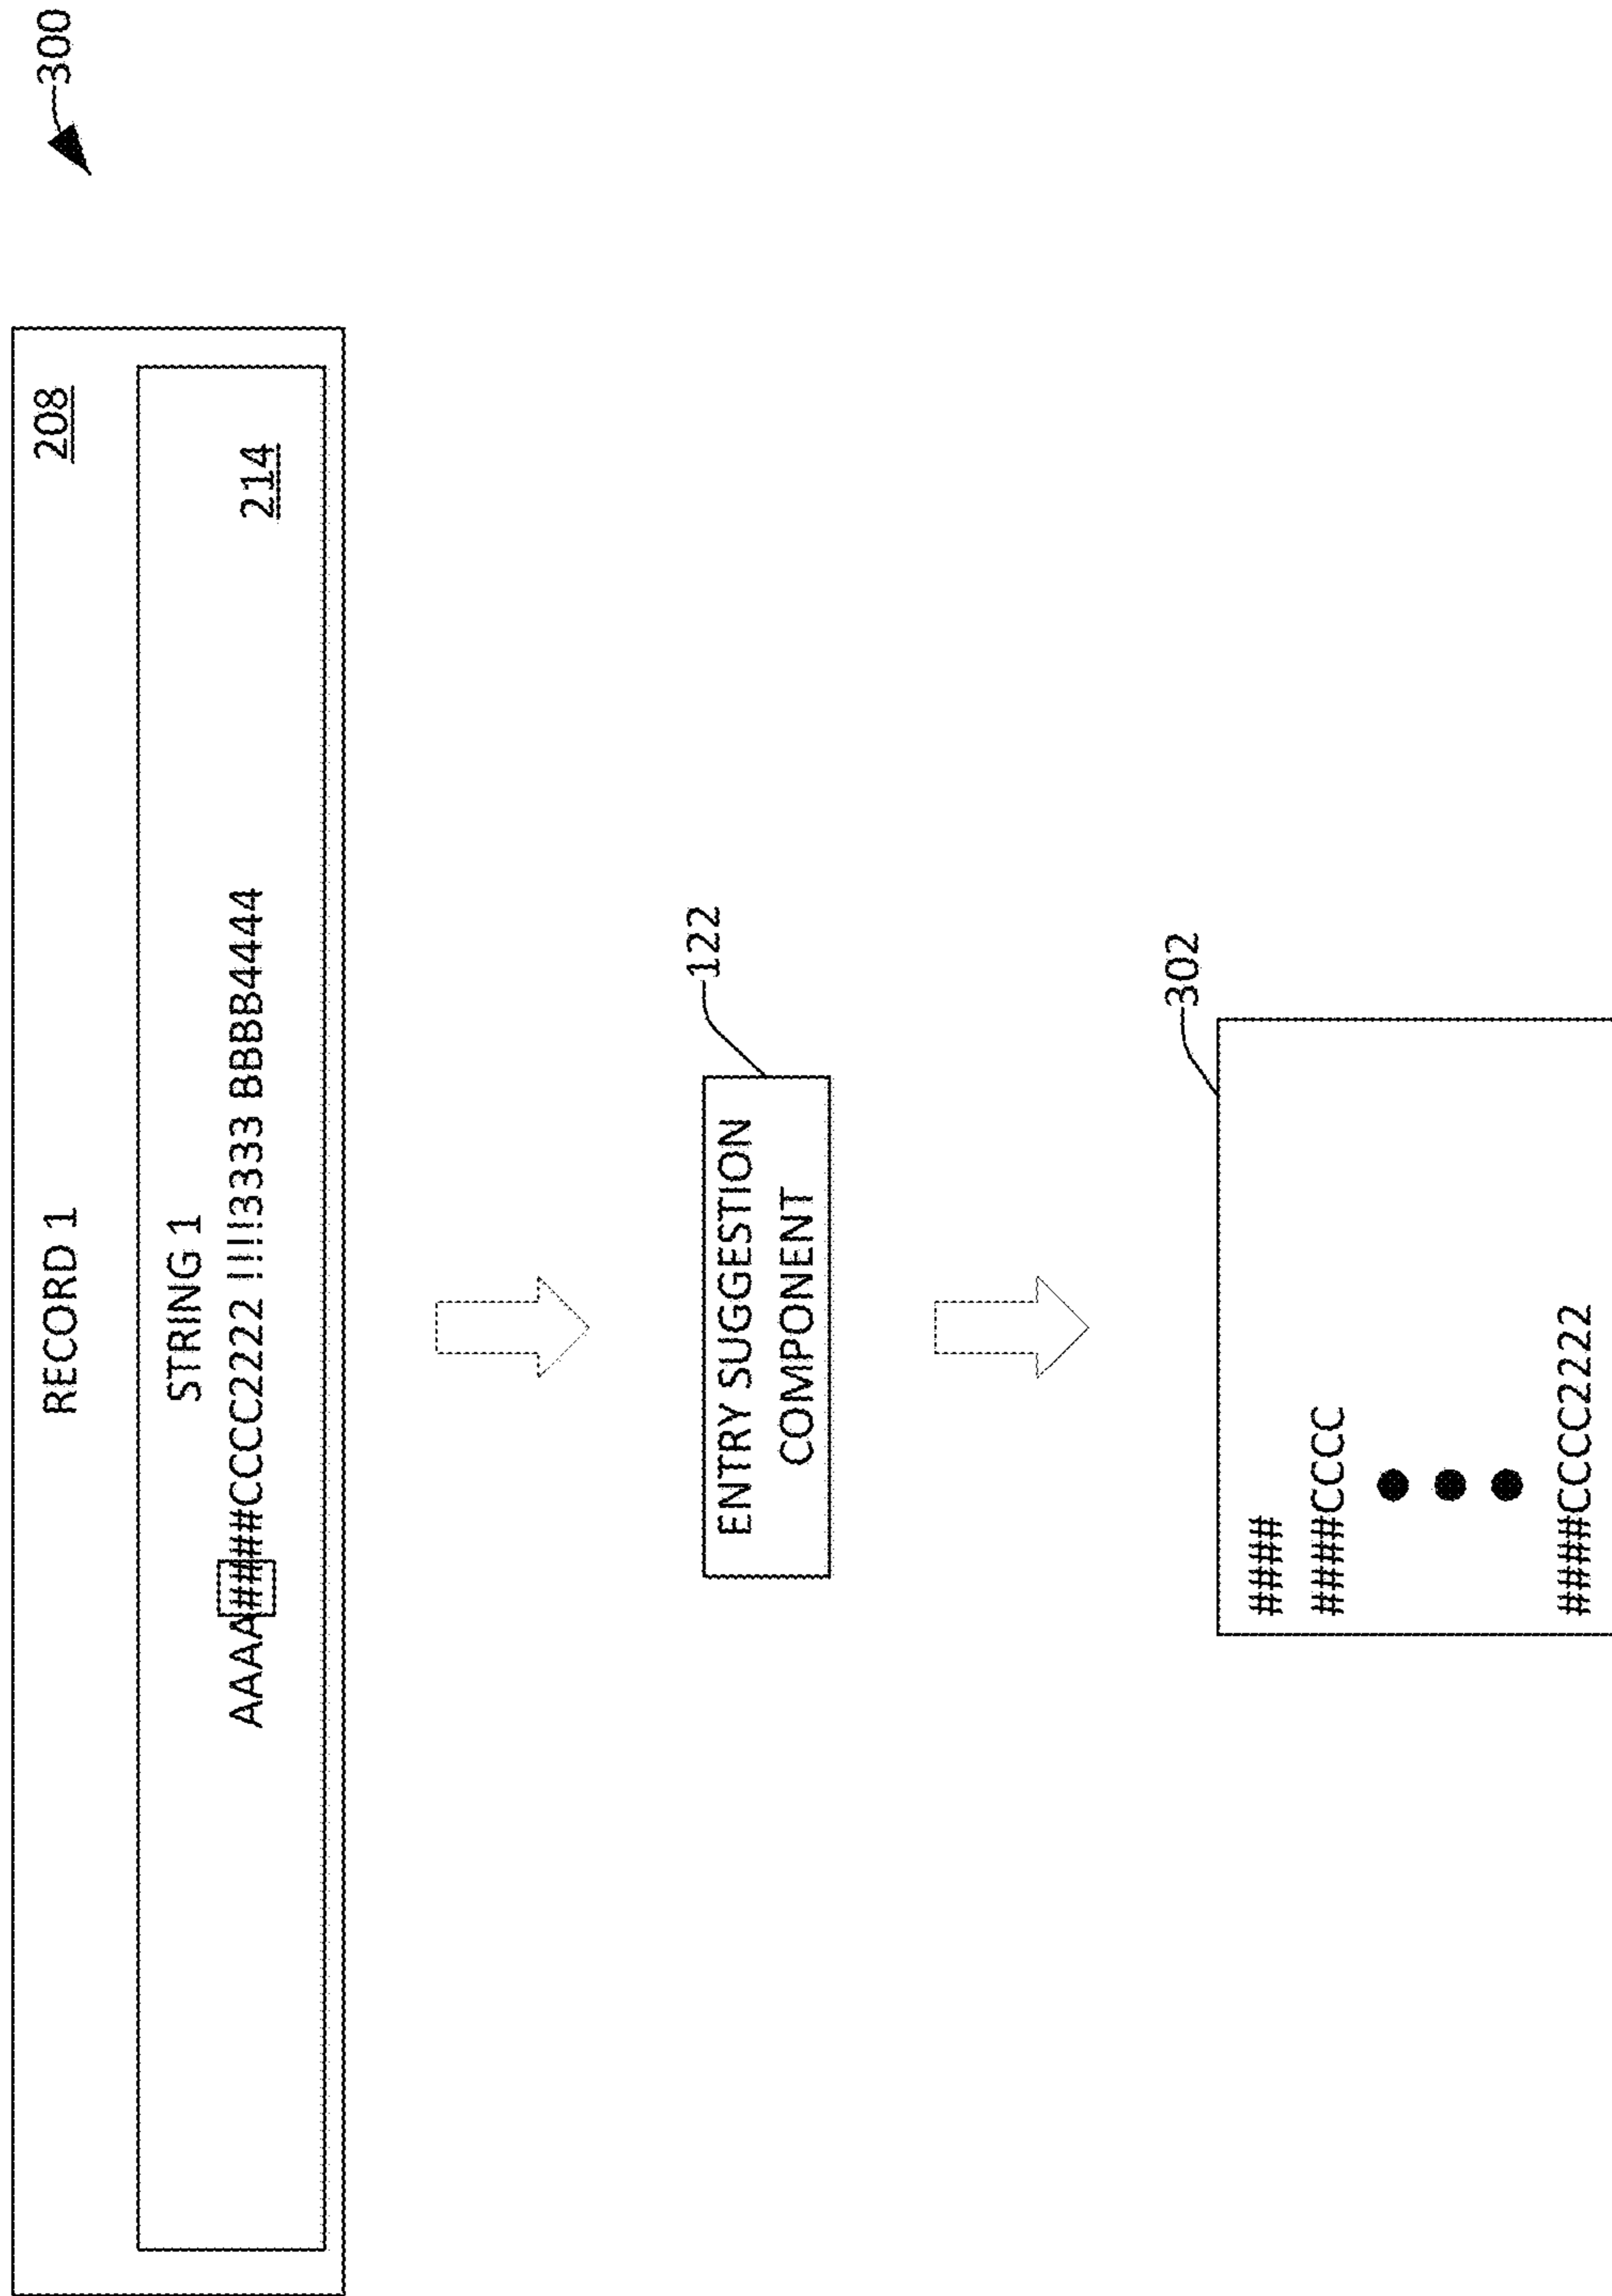 300
RECORD 1
208
STRING 1
AAAA####CCCC2222 !!!!3333 BBBB4444
214
122
ENTRY SUGGESTION
COMPONENT
302
####
####CCCC
####CCCC2222